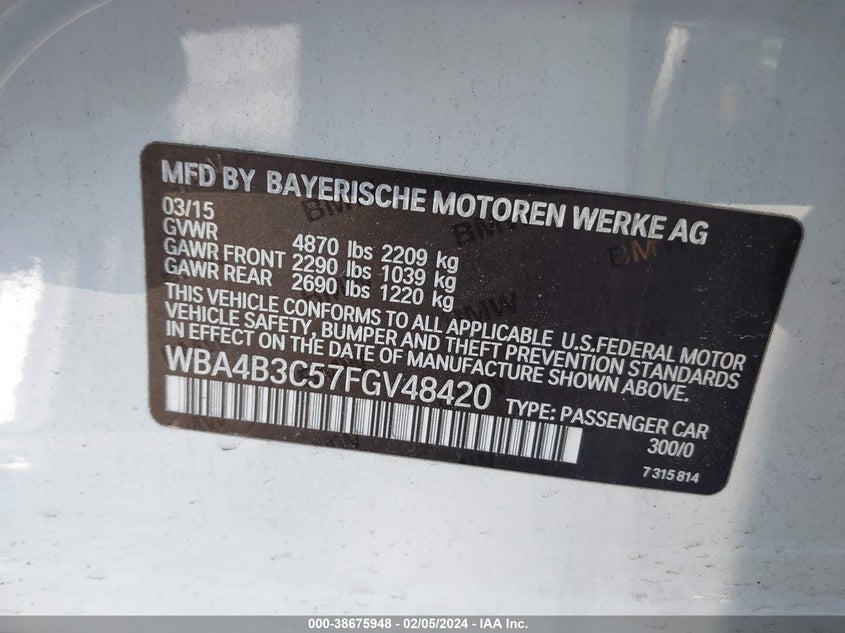 MFD BY BAYERISCHE MOTOREN WERKE AG
03/15
GVWR 4870 lbs 2209 kg
GAWR FRONT 2290 lbs 1039 kg
GAWR REAR 2690 lbs 1220 kg
THIS VEHICLE CONFORMS TO ALL APPLICABLE U.S.FEDERAL MOTOR
VEHICLE SAFETY, BUMPER AND THEFT PREVENTION STANDARDS
IN EFFECT ON THE DATE OF MANUFACTURE SHOWN ABOVE.
WBA4B3C57FGV48420 TYPE: PASSENGER CAR
300/0
7 315 814
000-38675948 - 02/05/2024 - IAA Inc.